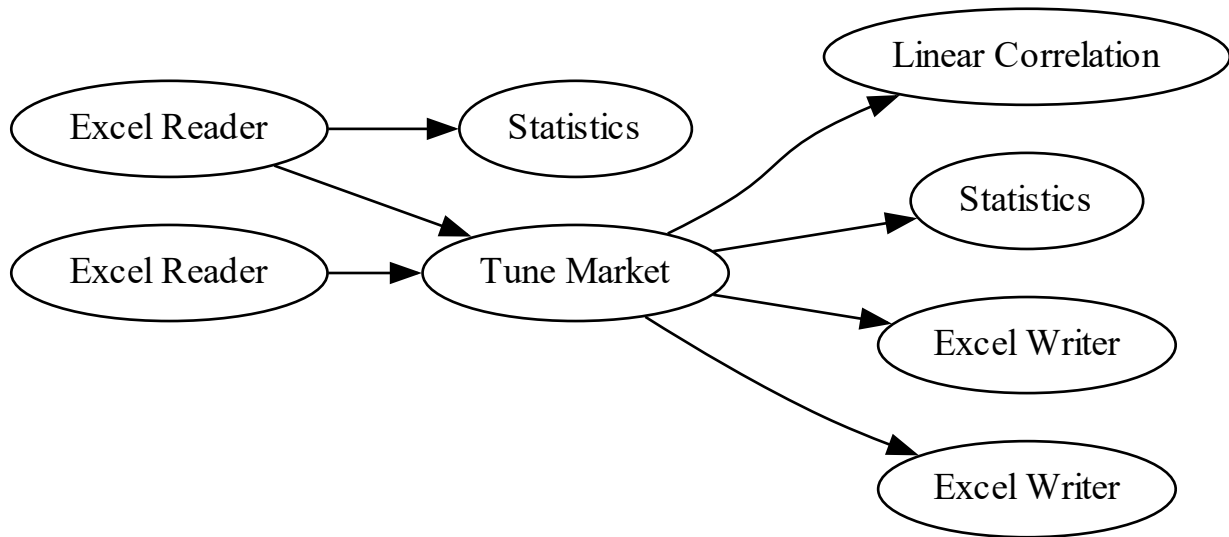 Linear Correlation
Excel Reader
Statistics
Statistics
Excel Reader
Tune Market
Excel Writer
Excel Writer